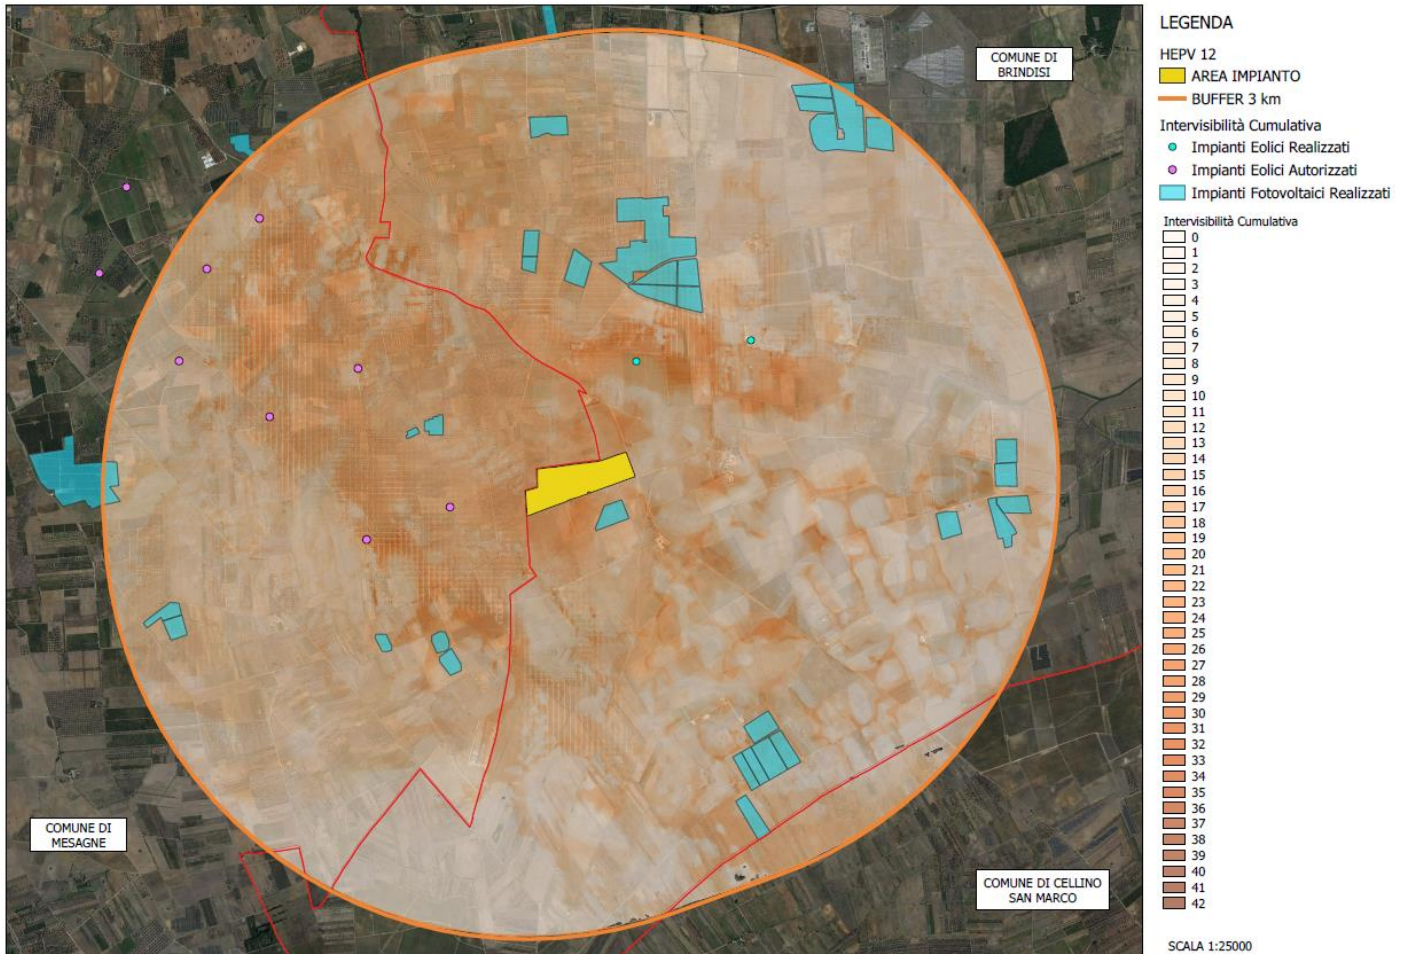 COMUNE DI
BRINDISI
COMUNE DI
MESAGNE
COMUNE DI CELLINO
SAN MARCO
LEGENDA
HEPV 12
AREA IMPIANTO
BUFFER 3 km
Intervisibilità Cumulativa
Impianti Eolici Realizzati
Impianti Eolici Autorizzati
Impianti Fotovoltaici Realizzati
Intervisibilità Cumulativa
0
1
2
3
4
5
6
7
8
9
10
11
12
13
14
15
16
17
18
19
20
21
22
23
24
25
26
27
28
29
30
31
32
33
34
35
36
37
38
39
40
41
42
SCALA 1:25000